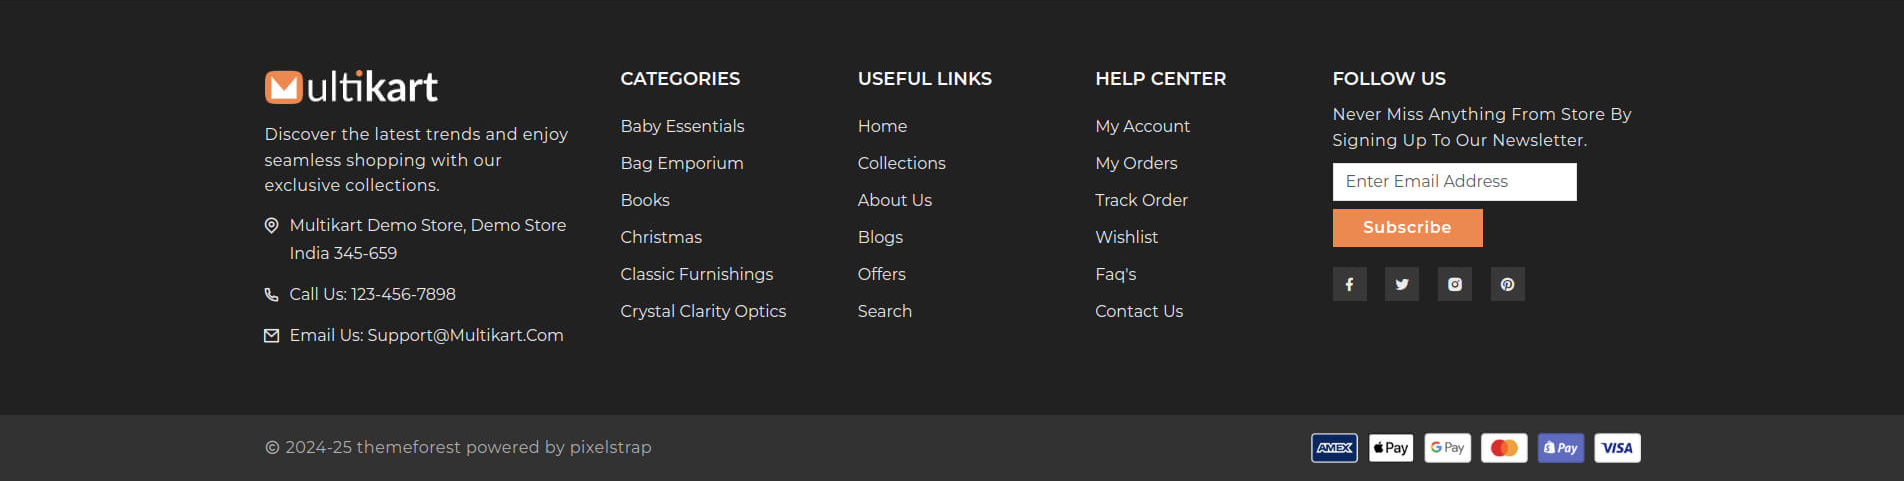 Multikart
Discover the latest trends and enjoy
seamless shopping with our
exclusive collections.
Multikart Demo Store, Demo Store
India 345-659
Call Us: 123-456-7898
Email Us: Support@Multikart.Com
CATEGORIES
Baby Essentials
Bag Emporium
Books
Christmas
Classic Furnishings
Crystal Clarity Optics
USEFUL LINKS
Home
Collections
About Us
Blogs
Offers
Search
HELP CENTER
My Account
My Orders
Track Order
Wishlist
Faq's
Contact Us
FOLLOW US
Never Miss Anything From Store By
Signing Up To Our Newsletter.
Enter Email Address
Subscribe
© 2024-25 themeforest powered by pixelstrap
AMEX Pay G Pay Pay VISA